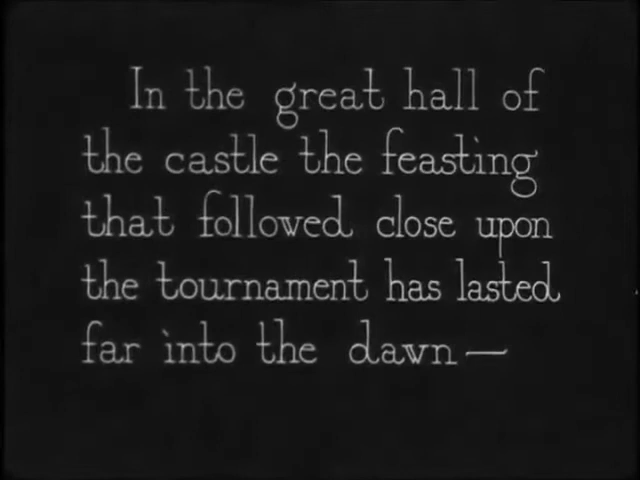 In the great hall of
the castle the feasting
that followed close upon
the tournament has lasted
far into the dawn—